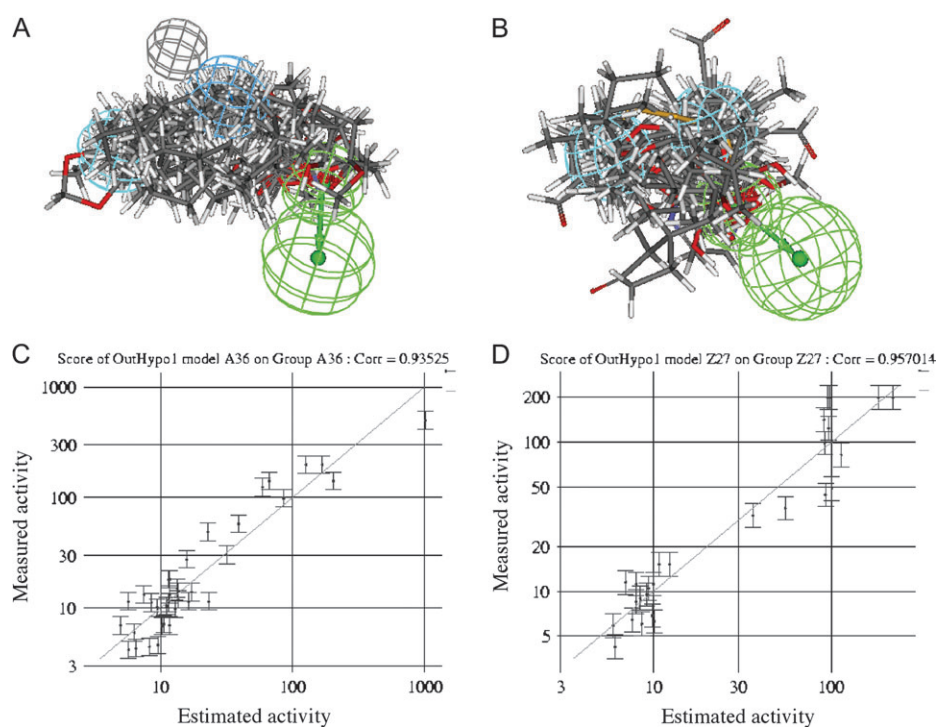 A
B
C
Score of OutHypo1 model A36 on Group A36 : Corr = 0.93525
1000
300
100
30
10
3
Measured activity
10
100
1000
Estimated activity
D
Score of OutHypo1 model Z27 on Group Z27 : Corr = 0.957014
200
100
50
20
10
5
Measured activity
3
10
30
100
Estimated activity